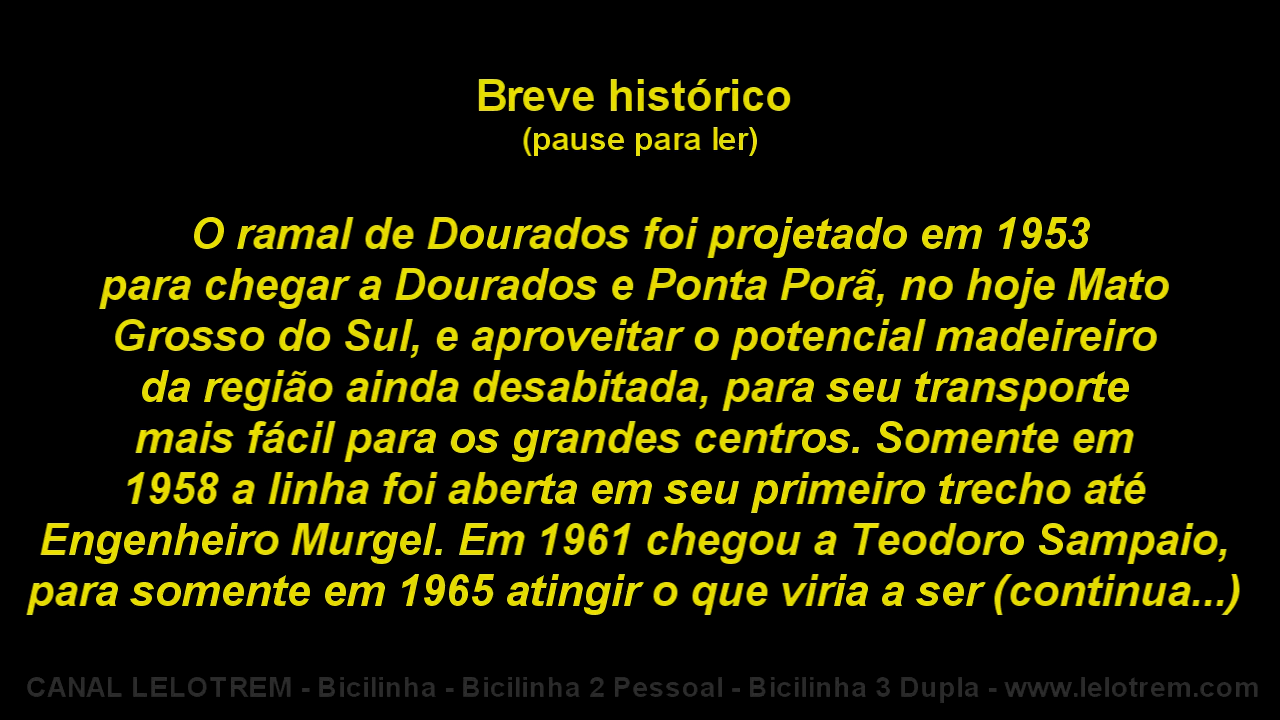 Breve histórico
(pause para ler)
O ramal de Dourados foi projetado em 1953
para chegar a Dourados e Ponta Porã, no hoje Mato
Grosso do Sul, e aproveitar o potencial madeireiro
da região ainda desabitada, para seu transporte
mais fácil para os grandes centros. Somente em
1958 a linha foi aberta em seu primeiro trecho até
Engenheiro Murgel. Em 1961 chegou a Teodoro Sampaio,
para somente em 1965 atingir o que viria a ser (continua...)
CANAL LELOTREM - Bicilinha - Bicilinha 2 Pessoal - Bicilinha 3 Dupla - www.lelotrem.com